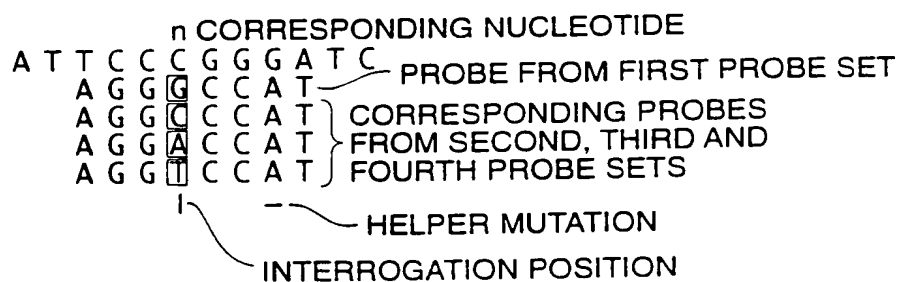 n CORRESPONDING NUCLEOTIDE
A T T C C C G G G A T C
A G G G C C A T PROBE FROM FIRST PROBE SET
A G G C C C A T CORRESPONDING PROBES
A G G A C C A T FROM SECOND, THIRD AND
A G G T C C A T FOURTH PROBE SETS
I – HELPER MUTATION
INTERROGATION POSITION